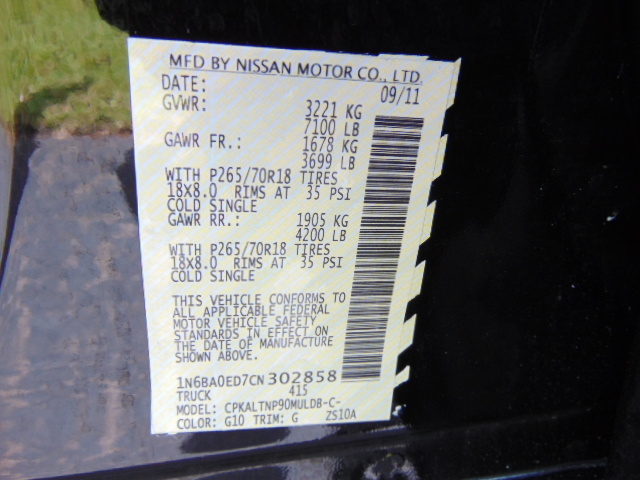 MFD BY NISSAN MOTOR CO., LTD.
DATE: 09/11
GVWR: 3221 KG
7100 LB
GAWR FR.: 1678 KG
3699 LB
WITH P265/70R18 TIRES
18X8.0 RIMS AT 35 PSI
COLD SINGLE
GAWR RR.: 1905 KG
4200 LB
WITH P265/70R18 TIRES
18X8.0 RIMS AT 35 PSI
COLD SINGLE
THIS VEHICLE CONFORMS TO
ALL APPLICABLE FEDERAL
MOTOR VEHICLE SAFETY
STANDARDS IN EFFECT ON
THE DATE OF MANUFACTURE
SHOWN ABOVE.
1N6BA0ED7CN302858
TRUCK 415
MODEL: CPKALTNP90MULDB-C-
COLOR: G10 TRIM: G ZS10A